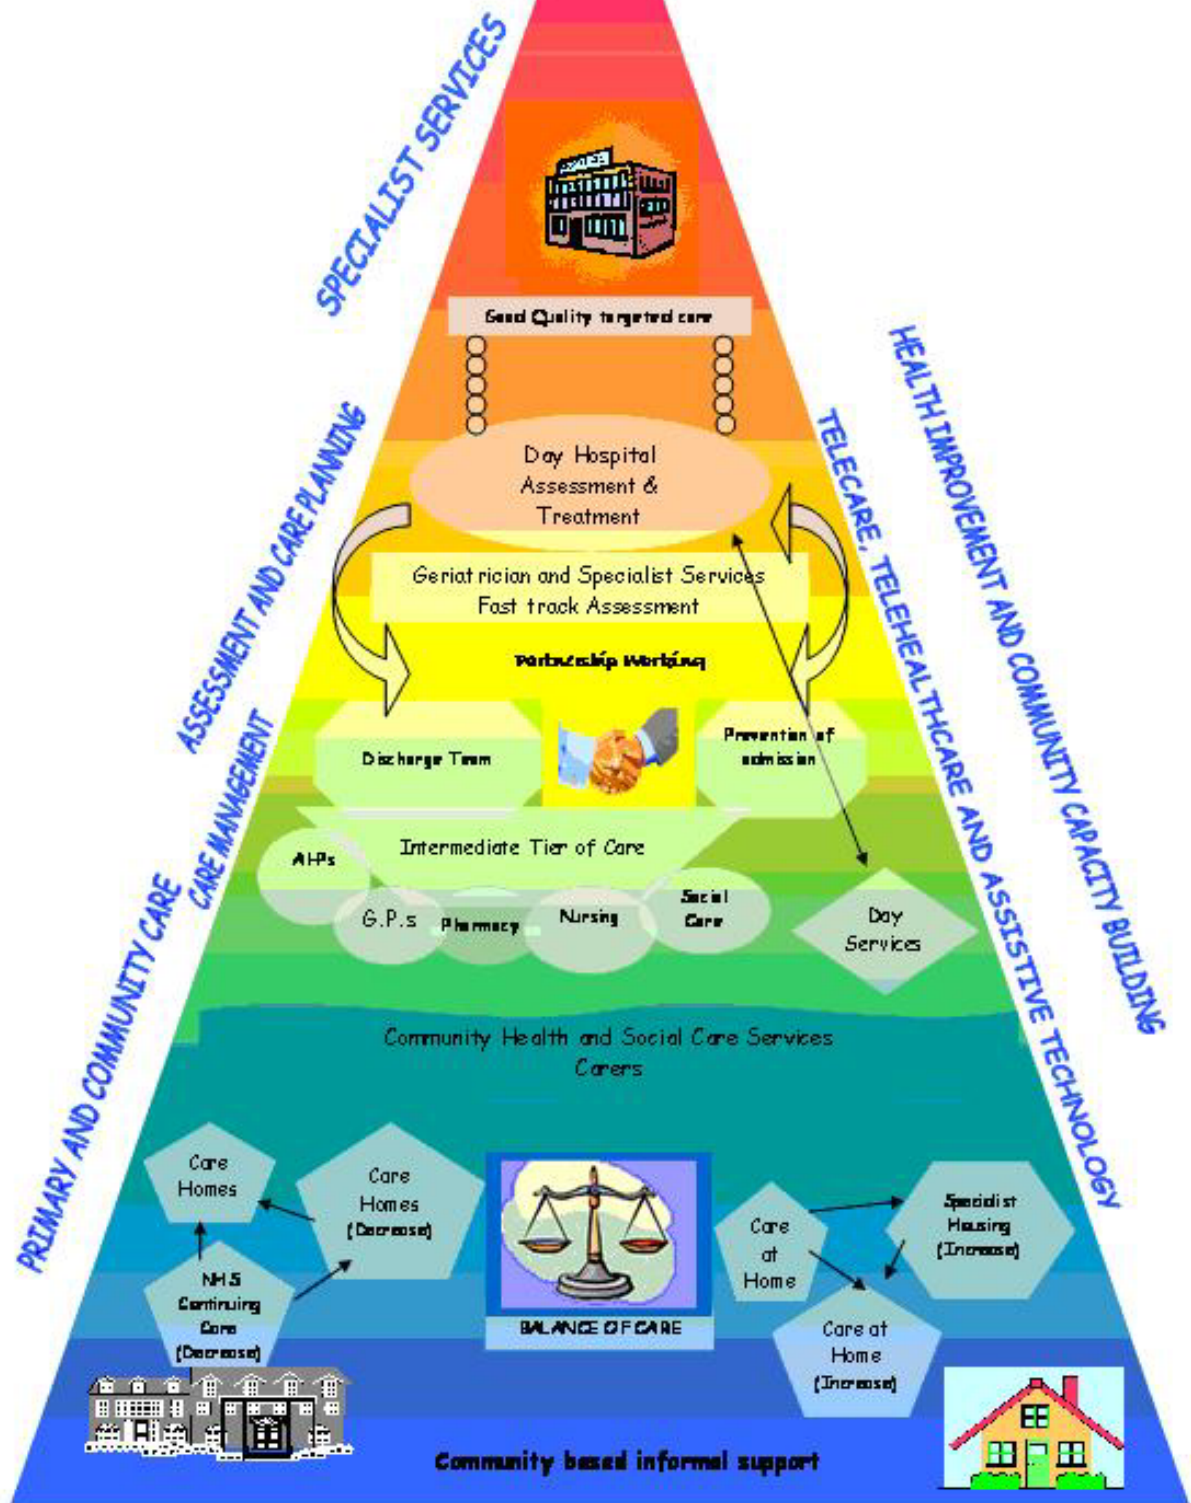 SPECIALIST SERVICES
Good Quality targeted care
HEALTH IMPROVEMENT AND COMMUNITY CAPACITY BUILDING
TELECARE, TELEHEALTHCARE AND ASSISTIVE TECHNOLOGY
ASSESSMENT AND CARE PLANNING
Day Hospital
Assessment &
Treatment
Geriatrician and Specialist Services
Fast track Assessment
Partnership Working
CARE MANAGEMENT
Discharge Team
Prevention of
admission
Intermediate Tier of Care
AHPs
G.P.s
Pharmacy
Nursing
Social
Care
Day
Services
PRIMARY AND COMMUNITY CARE
Community Health and Social Care Services
Carers
Care
Homes
Care
Homes
(Decrease)
NHS
Continuing
Care
(Decrease)
BALANCE OF CARE
Care
at
Home
Specialist
Housing
(Increase)
Care at
Home
(Increase)
Community based informal support